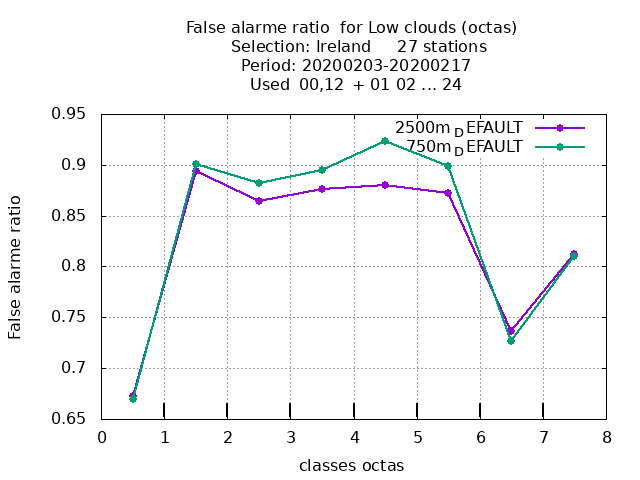 False alarme ratio  for Low clouds (octas)
Selection: Ireland     27 stations
Period: 20200203-20200217
Used  00,12  + 01 02 ... 24
2500m_DEFAULT
750m_DEFAULT
0.95
0.9
0.85
0.8
0.75
0.7
0.65
False alarme ratio
0 1 2 3 4 5 6 7 8
classes octas